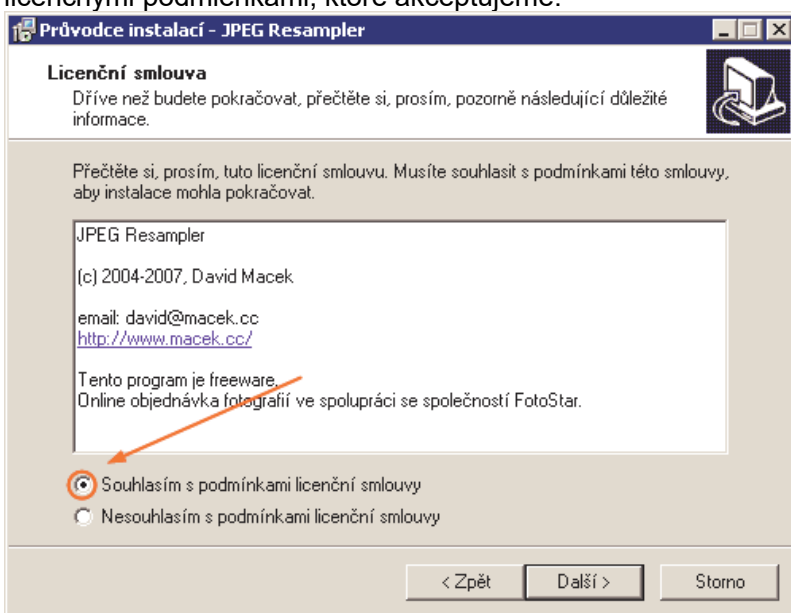 licenčnými podmienkami, ktoré akceptujeme.
Průvodce instalací - JPEG Resampler
Licenční smlouva
Dříve než budete pokračovat, přečtěte si, prosím, pozorně následující důležité
informace.
Přečtěte si, prosím, tuto licenční smlouvu. Musíte souhlasit s podmínkami této smlouvy,
aby instalace mohla pokračovat.
JPEG Resampler
(c) 2004-2007, David Macek
email: david@macek.cc
http://www.macek.cc/
Tento program je freeware.
Online objednávka fotografií ve spolupráci se společností FotoStar.
Souhlasím s podmínkami licenční smlouvy
Nesouhlasím s podmínkami licenční smlouvy
< Zpět
Další >
Storno